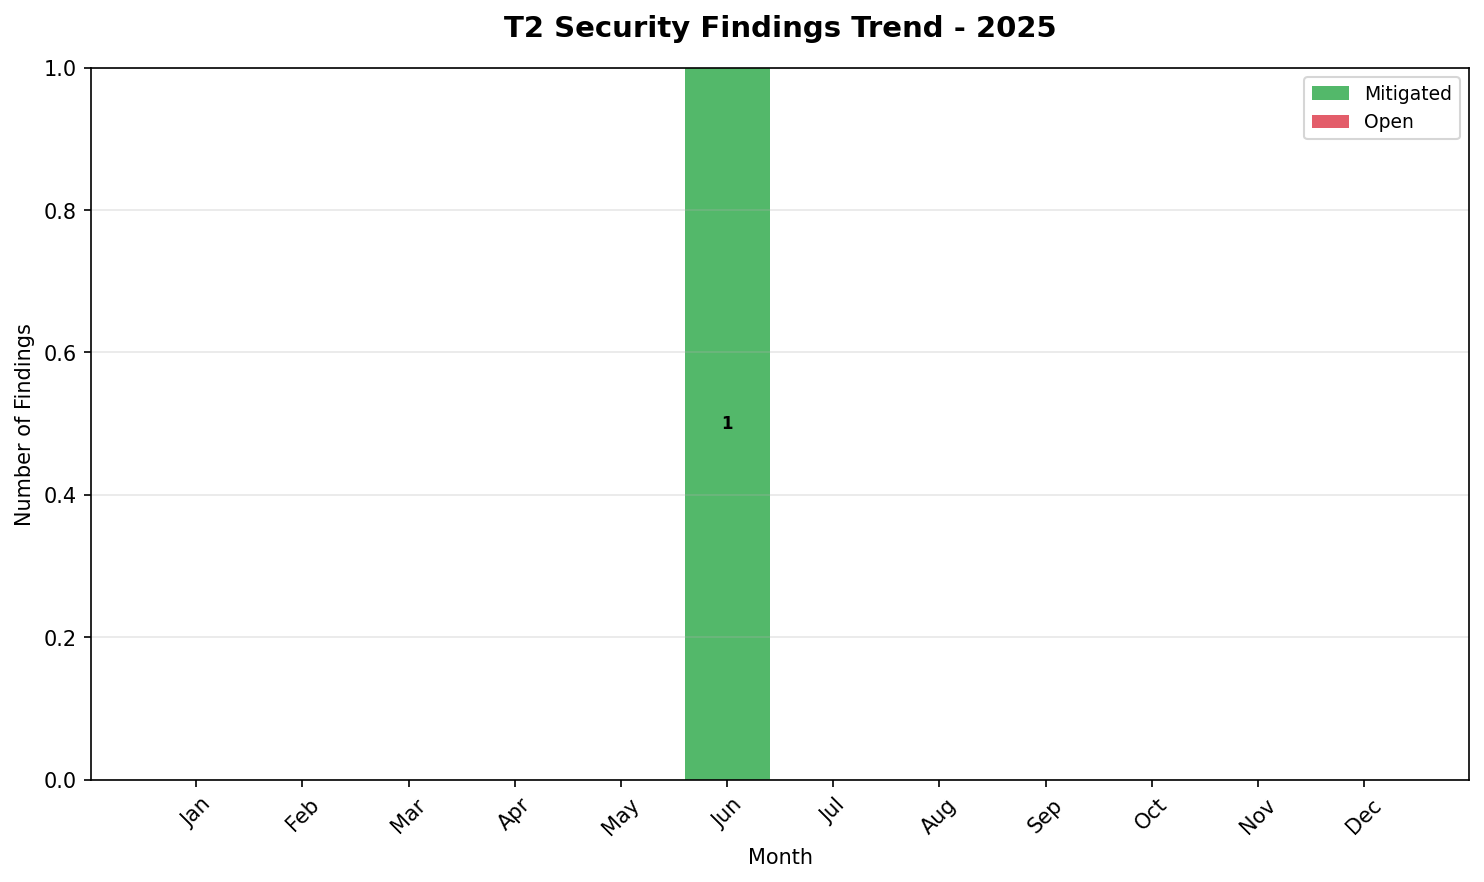 T2 Security Findings Trend - 2025
Mitigated
Open
Number of Findings
1.0
0.8
0.6
0.4
0.2
0.0
1
Jan Feb Mar Apr May Jun Jul Aug Sep Oct Nov Dec
Month